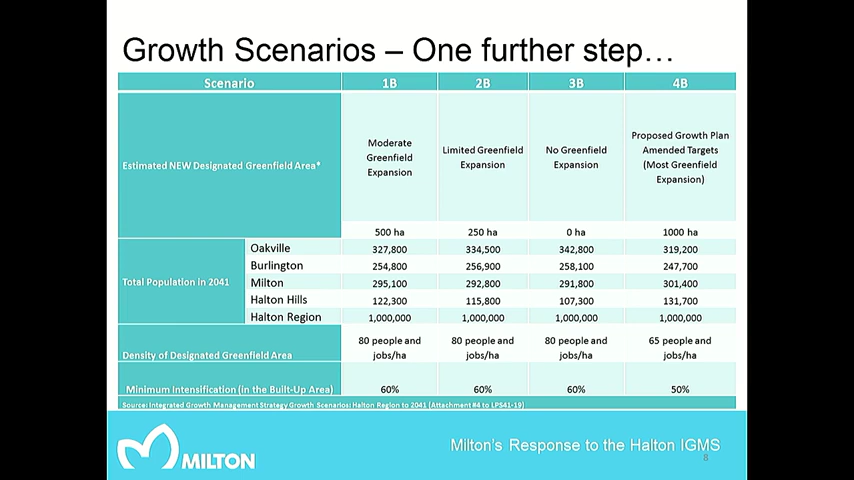 Growth Scenarios – One further step…
Scenario 1B 2B 3B 4B
Estimated NEW Designated Greenfield Area*
Moderate Greenfield Expansion
Limited Greenfield Expansion
No Greenfield Expansion
Proposed Growth Plan Amended Targets (Most Greenfield Expansion)
500 ha 250 ha 0 ha 1000 ha
Total Population in 2041
Oakville 327,800 334,500 342,800 319,200
Burlington 254,800 256,900 258,100 247,700
Milton 295,100 292,800 291,800 301,400
Halton Hills 122,300 115,800 107,300 131,700
Halton Region 1,000,000 1,000,000 1,000,000 1,000,000
Density of Designated Greenfield Area
80 people and jobs/ha
80 people and jobs/ha
80 people and jobs/ha
65 people and jobs/ha
Minimum Intensification (in the Built-Up Area) 60% 60% 60% 50%
Source: Integrated Growth Management Strategy Growth Scenarios: Halton Region to 2041 (Attachment #4 to LPS41-19)
Milton's Response to the Halton IGMS
8
MILTON